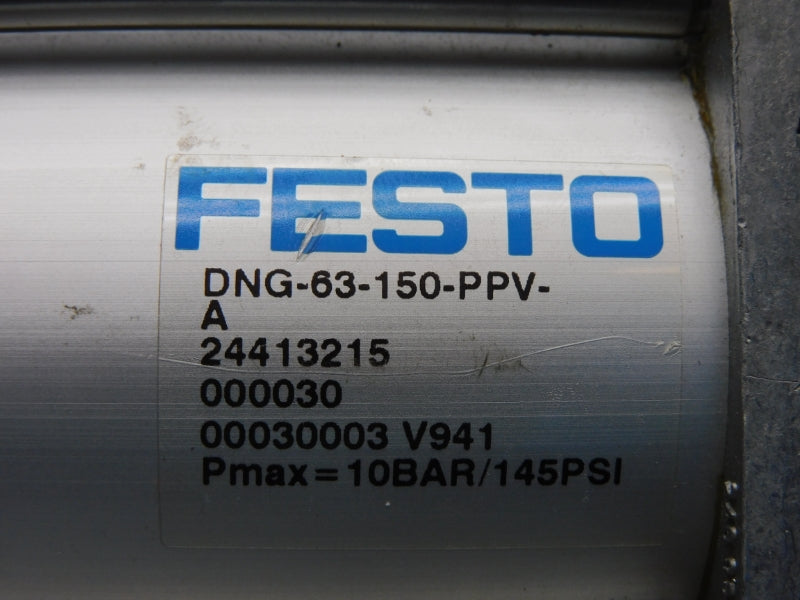 FESTO
DNG-63-150-PPV-
A
24413215
000030
00030003 V941
Pmax=10BAR/145PSI